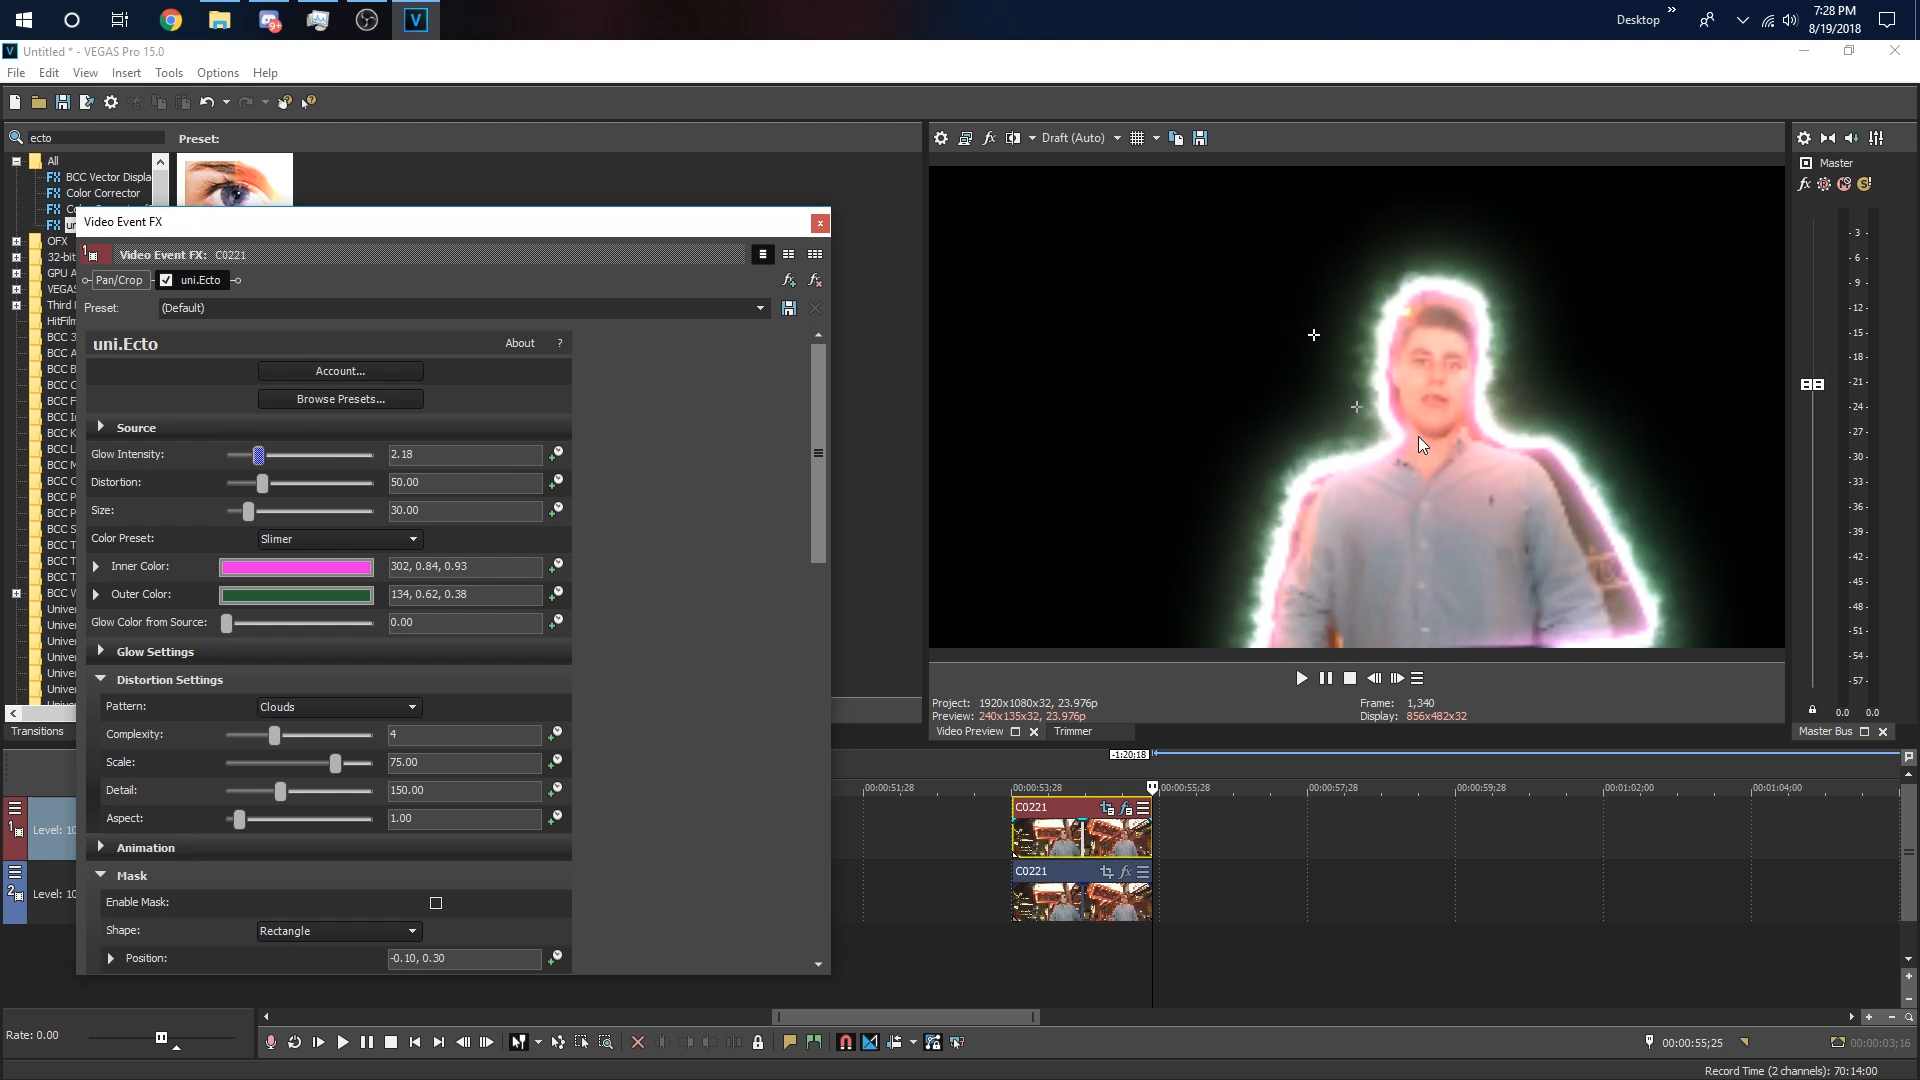 Desktop
7:28 PM
8/19/2018
Untitled * - VEGAS Pro 15.0
File Edit View Insert Tools Options Help
ecto
Preset:
Draft (Auto)
All
BCC Vector Displa
Color Corrector
Master
Video Event FX
OFX
32-bit
GPU A
VEGAS
Third
HitFilm
Video Event FX: C0221
Pan/Crop
uni.Ecto
Preset:
(Default)
uni.Ecto
About ?
Account...
Browse Presets...
Source
Glow Intensity: 2.18
Distortion: 50.00
Size: 30.00
Color Preset: Slimer
Inner Color: 302, 0.84, 0.93
Outer Color: 134, 0.62, 0.38
Glow Color from Source: 0.00
Glow Settings
Distortion Settings
Pattern: Clouds
Complexity: 4
Scale: 75.00
Detail: 150.00
Aspect: 1.00
Animation
Mask
Enable Mask:
Shape: Rectangle
Position: -0.10, 0.30
BCC 3
BCC A
BCC B
BCC C
BCC F
BCC K
BCC L
BCC M
BCC C
BCC P
BCC P
BCC S
BCC T
BCC T
BCC T
BCC W
Univer
Univer
Univer
Univer
Univer
Transitions
- 3 -
- 6 -
- 9 -
-12-
-15-
-18-
-21-
-24-
-27-
-30-
-33-
-36-
-39-
-42-
-45-
-48-
-51-
-54-
-57-
0.0 0.0
Project: 1920x1080x32, 23.976p
Frame: 1,340
Preview: 240x135x32, 23.976p
Display: 856x482x32
Video Preview
Trimmer
Master Bus
-1:20;18
00:00:51;28 00:00:53;28 00:00:55;28 00:00:57;28 00:00:59;28 00:01:02;00 00:01:04;00
1
Level: 10
C0221
2
Level: 10
C0221
Rate: 0.00
00:00:55;25
00:00:03;16
Record Time (2 channels): 70:14:00